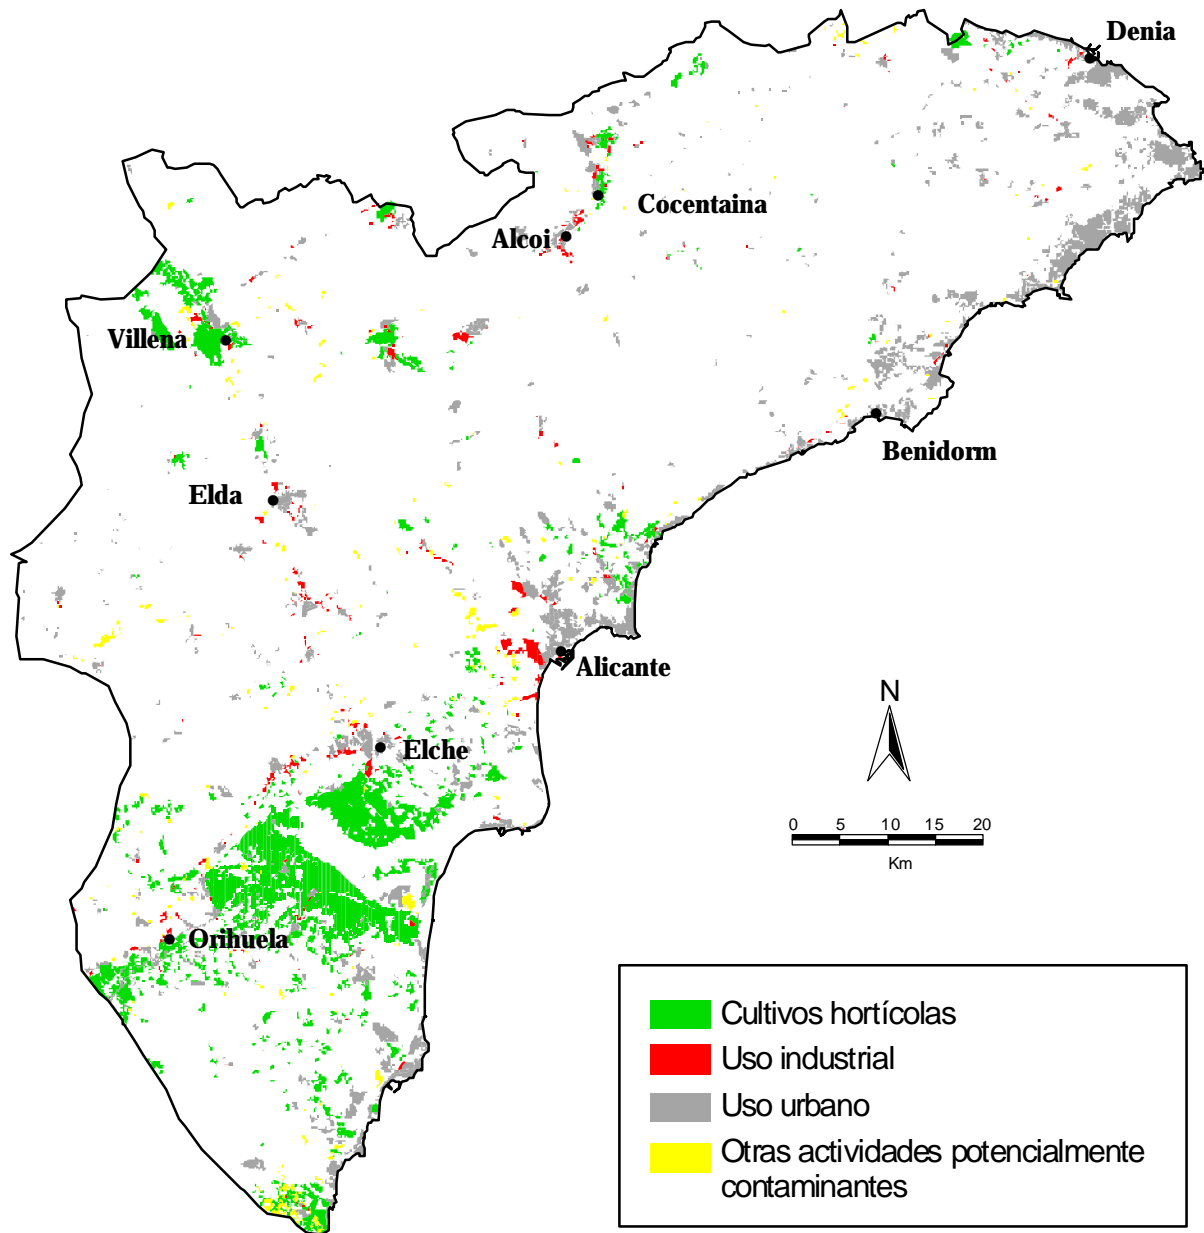 Denia
Cocentaina
Alcoi
Villena
Benidorm
Elda
Alicante
N
Elche
0 5 10 15 20
Km
Orihuela
Cultivos hortícolas
Uso industrial
Uso urbano
Otras actividades potencialmente
contaminantes